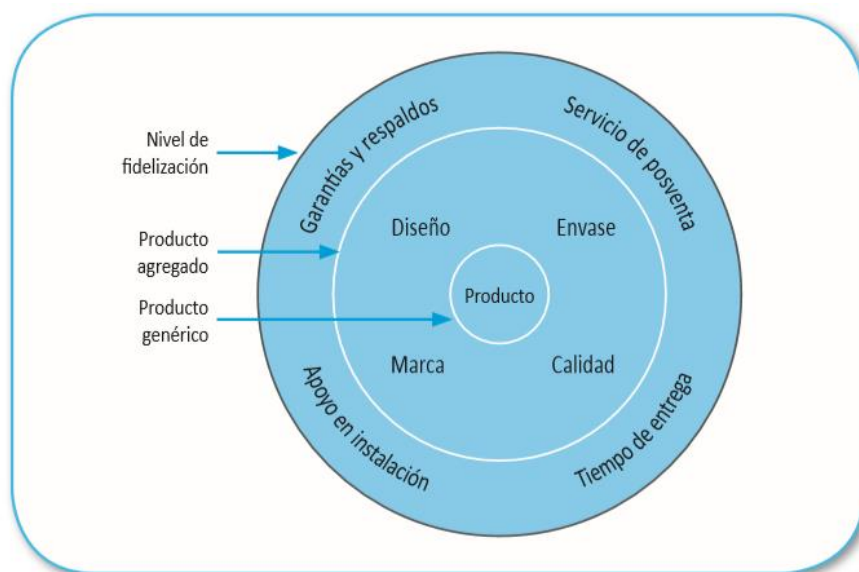 Nivel de
fidelización
Producto
agregado
Producto
genérico
Garantías y respaldos
Servicio de posventa
Diseño
Envase
Producto
Marca
Calidad
Apoyo en instalación
Tiempo de entrega